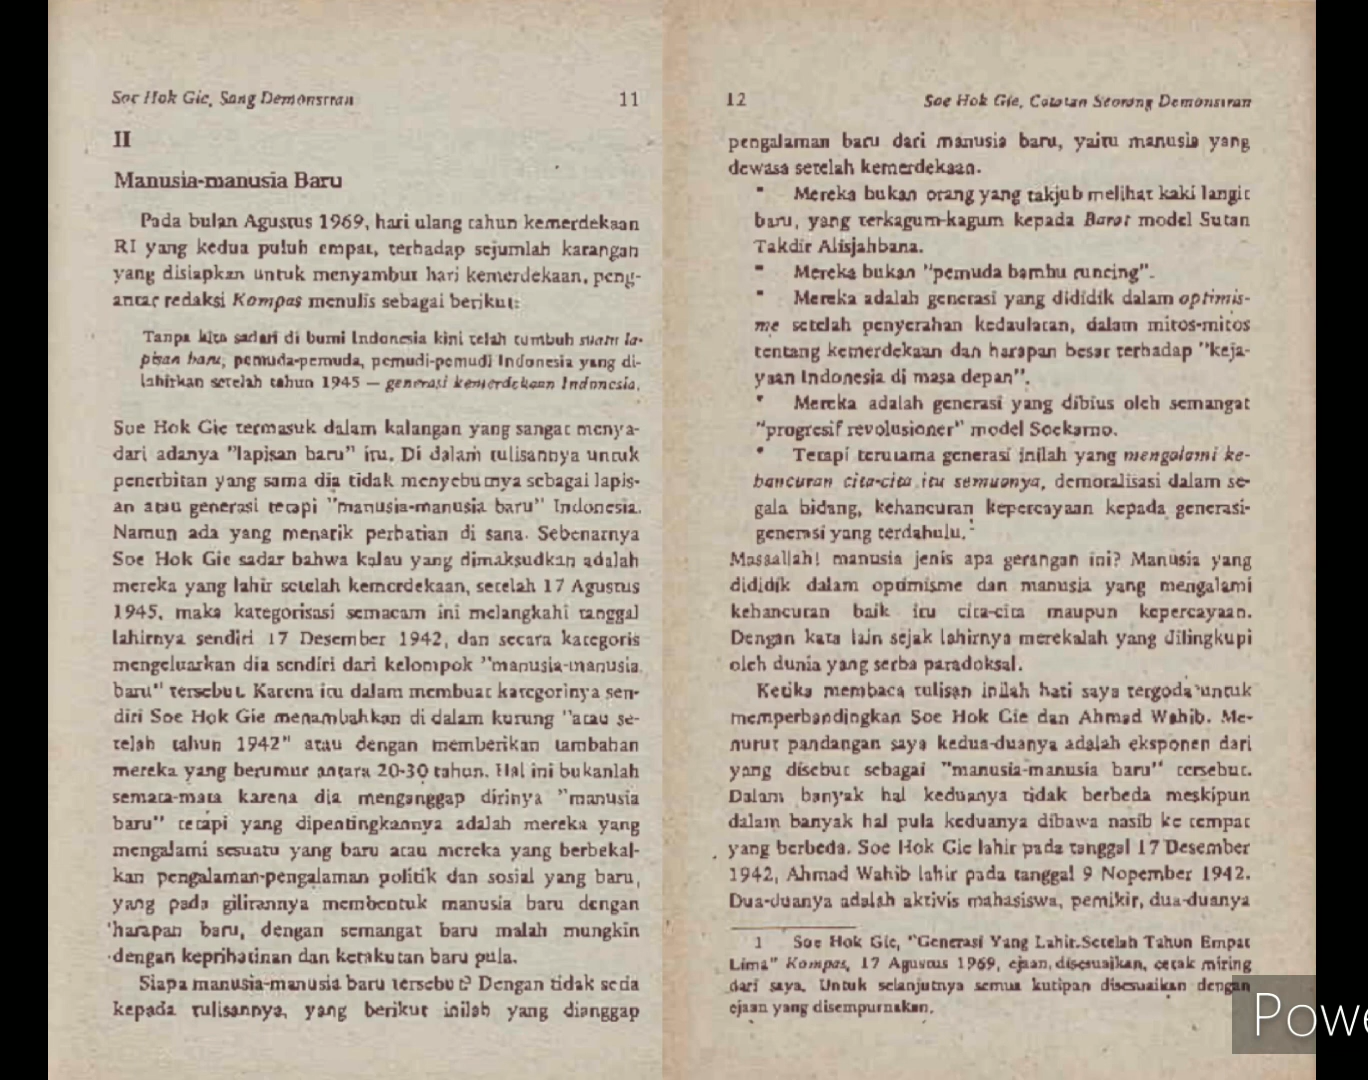 Soe Hok Gie, Sang Demonstran 11
II
Manusia-manusia Baru
Pada bulan Agustus 1969, hari ulang tahun kemerdekaan
RI yang kedua puluh empat, terhadap sejumlah karangan
yang disiapkan untuk menyambut hari kemerdekaan, peng-
antar redaksi Kompas menulis sebagai berikut:
Tanpa kita sadari di bumi Indonesia kini telah tumbuh suatu la-
pisan baru, pemuda-pemuda, pemudi-pemudi Indonesia yang di-
lahirkan setelah tahun 1945 — generasi kemerdekaan Indonesia.
Soe Hok Gie termasuk dalam kalangan yang sangat menya-
dari adanya "lapisan baru" itu. Di dalam tulisannya untuk
penerbitan yang sama dia tidak menyebutnya sebagai lapis-
an atau generasi tetapi "manusia-manusia baru" Indonesia.
Namun ada yang menarik perhatian di sana. Sebenarnya
Soe Hok Gie sadar bahwa kalau yang dimaksudkan adalah
mereka yang lahir setelah kemerdekaan, setelah 17 Agustus
1945, maka kategorisasi semacam ini melangkahi tanggal
lahirnya sendiri 17 Desember 1942, dan secara kategoris
mengeluarkan dia sendiri dari kelompok "manusia-manusia
baru" tersebut. Karena itu dalam membuat kategorinya sen-
diri Soe Hok Gie menambahkan di dalam kurung "atau se-
telah tahun 1942" atau dengan memberikan tambahan
mereka yang berumur antara 20-30 tahun. Hal ini bukanlah
semata-mata karena dia menganggap dirinya "manusia
baru" tetapi yang dipentingkannya adalah mereka yang
mengalami sesuatu yang baru atau mereka yang berbekal-
kan pengalaman-pengalaman politik dan sosial yang baru,
yang pada gilirannya membentuk manusia baru dengan
harapan baru, dengan semangat baru malah mungkin
dengan keprihatinan dan ketakutan baru pula.
Siapa manusia-manusia baru tersebut? Dengan tidak setia
kepada tulisannya, yang berikut inilah yang dianggap
12 Soe Hok Gie, Catatan Seorang Demonstran
pengalaman baru dari manusia baru, yaitu manusia yang
dewasa setelah kemerdekaan.
* Mereka bukan orang yang takjub melihat kaki langit
baru, yang terkagum-kagum kepada Barat model Sutan
Takdir Alisjahbana.
* Mereka bukan "pemuda bambu runcing".
* Mereka adalah generasi yang dididik dalam optimis-
me setelah penyerahan kedaulatan, dalam mitos-mitos
tentang kemerdekaan dan harapan besar terhadap "keja-
yaan Indonesia di masa depan".
* Mereka adalah generasi yang dibius oleh semangat
"progresif revolusioner" model Soekarno.
* Tetapi terutama generasi inilah yang mengalami ke-
hancuran cita-cita itu semuanya, demoralisasi dalam se-
gala bidang, kehancuran kepercayaan kepada generasi-
generasi yang terdahulu.¹
Masaallah! manusia jenis apa gerangan ini? Manusia yang
dididik dalam optimisme dan manusia yang mengalami
kehancuran baik itu cita-cita maupun kepercayaan.
Dengan kata lain sejak lahirnya merekalah yang dilingkupi
oleh dunia yang serba paradoksal.
Ketika membaca tulisan inilah hati saya tergoda untuk
memperbandingkan Soe Hok Gie dan Ahmad Wahib. Me-
nurut pandangan saya kedua-duanya adalah eksponen dari
yang disebut sebagai "manusia-manusia baru" tersebut.
Dalam banyak hal keduanya tidak berbeda meskipun
dalam banyak hal pula keduanya dibawa nasib ke tempat
yang berbeda. Soe Hok Gie lahir pada tanggal 17 Desember
1942, Ahmad Wahib lahir pada tanggal 9 Nopember 1942.
Dua-duanya adalah aktivis mahasiswa, pemikir, dua-duanya
1 Soe Hok Gie, "Generasi Yang Lahir Setelah Tahun Empat
Lima" Kompas, 17 Agustus 1969, ejaan disesuaikan, cetak miring
dari saya. Untuk selanjutnya semua kutipan disesuaikan dengan
ejaan yang disempurnakan.
Powe